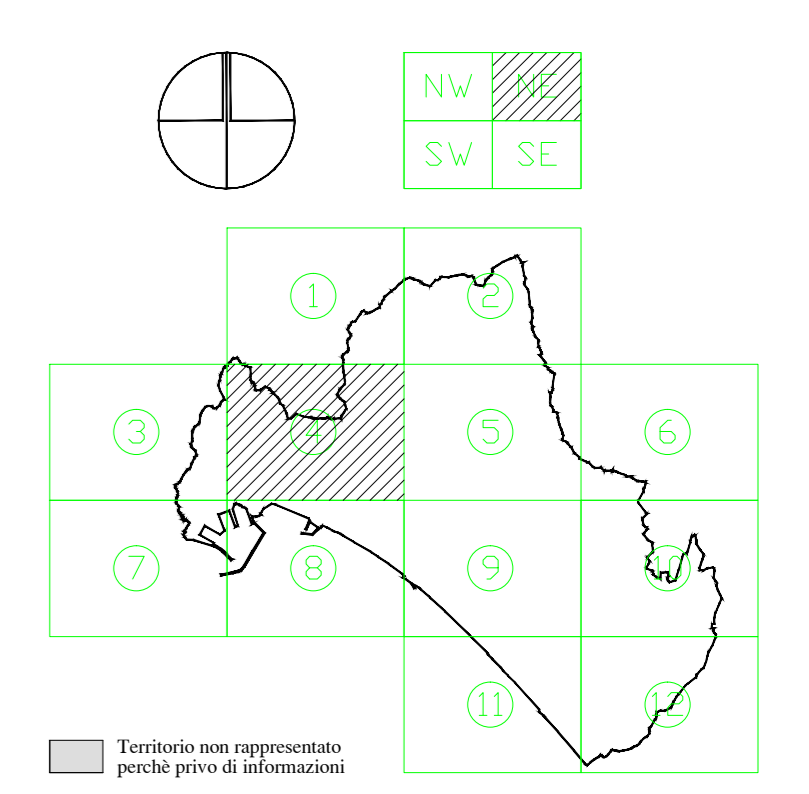 NW NE
SW SE
1 2
3 4 5 6
7 8 9 10
11 12
Territorio non rappresentato
perchè privo di informazioni